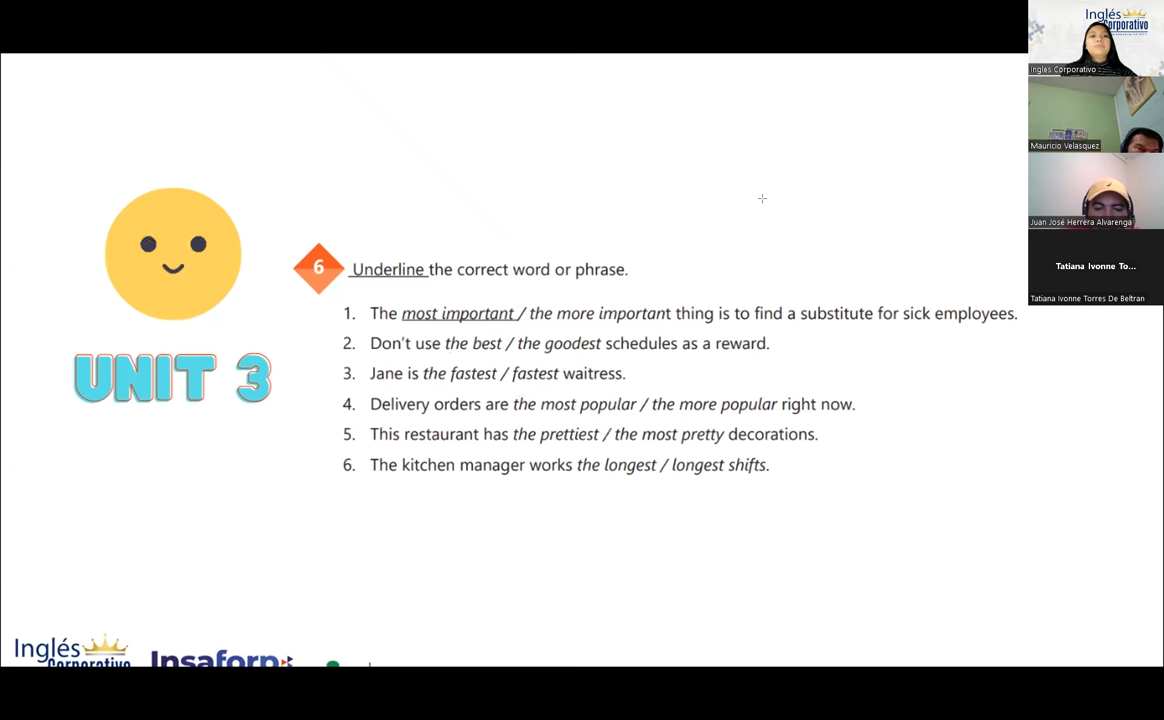 Inglés
Corporativo
Ingles Corporativo
Mauricio Velasquez
Juan José Herrera Alvarenga
Tatiana Ivonne To...
Tatiana Ivonne Torres De Beltran
6 Underline the correct word or phrase.
1. The most important / the more important thing is to find a substitute for sick employees.
2. Don't use the best / the goodest schedules as a reward.
3. Jane is the fastest / fastest waitress.
4. Delivery orders are the most popular / the more popular right now.
5. This restaurant has the prettiest / the most pretty decorations.
6. The kitchen manager works the longest / longest shifts.
UNIT 3
Inglés
Corporativo
Insaforp